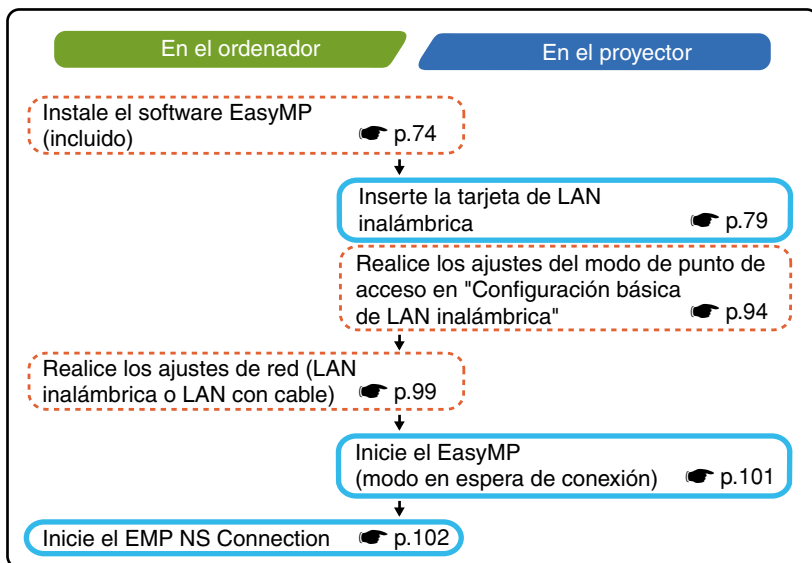 En el ordenador
En el proyector
Instale el software EasyMP
(incluido) ☛ p.74
Inserte la tarjeta de LAN
inalámbrica ☛ p.79
Realice los ajustes del modo de punto de
acceso en "Configuración básica
de LAN inalámbrica" ☛ p.94
Realice los ajustes de red (LAN
inalámbrica o LAN con cable) ☛ p.99
Inicie el EasyMP
(modo en espera de conexión) ☛ p.101
Inicie el EMP NS Connection ☛ p.102